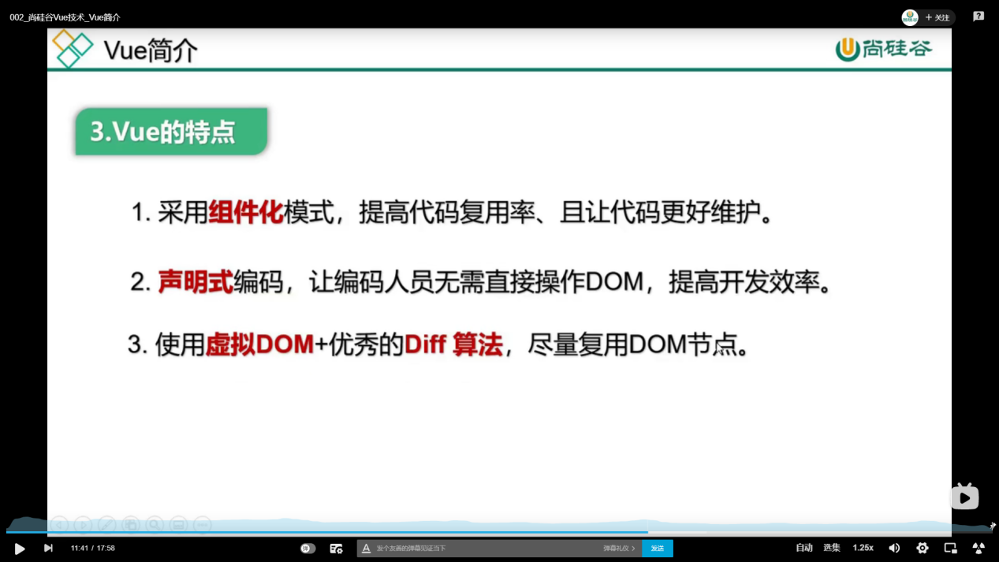 002_尚硅谷Vue技术_Vue简介
+ 关注
Vue简介
尚硅谷
3.Vue的特点
1. 采用组件化模式，提高代码复用率、且让代码更好维护。
2. 声明式编码，让编码人员无需直接操作DOM，提高开发效率。
3. 使用虚拟DOM+优秀的Diff 算法，尽量复用DOM节点。
11:41 / 17:58
弹
A 发个友善的弹幕见证当下
弹幕礼仪 >
发送
自动
选集
1.25x